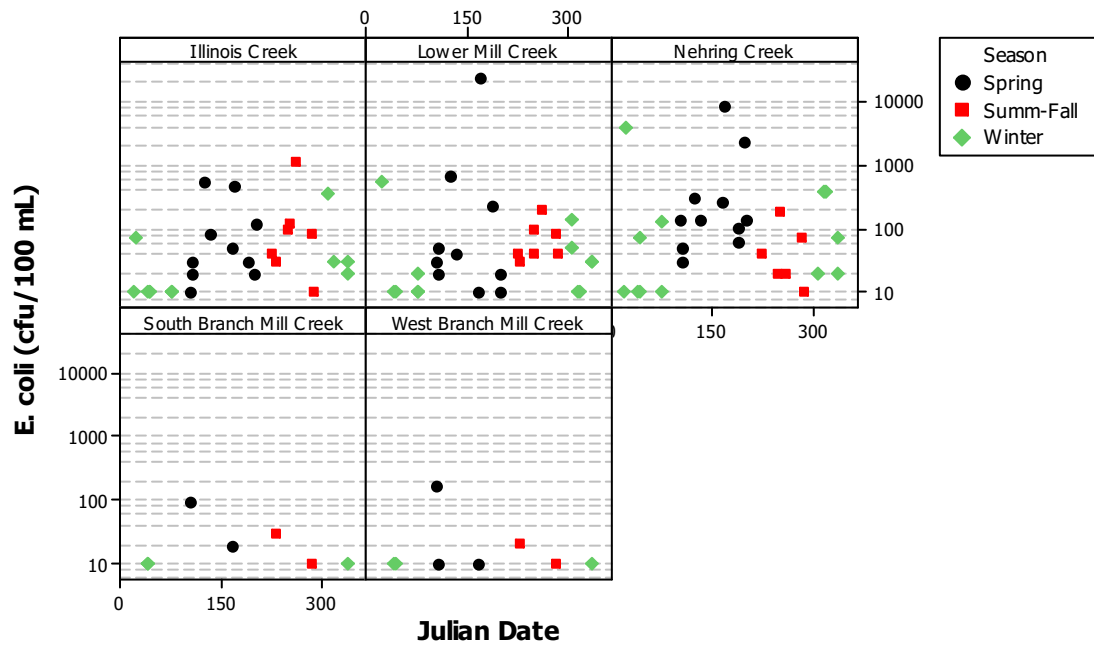 0 150 300
Illinois Creek Lower Mill Creek Nehring Creek
Season
Spring
Summ-Fall
Winter
10000
1000
100
10
South Branch Mill Creek West Branch Mill Creek
0 150 300
10000
1000
100
10
0 150 300
E. coli (cfu/100 mL)
Julian Date